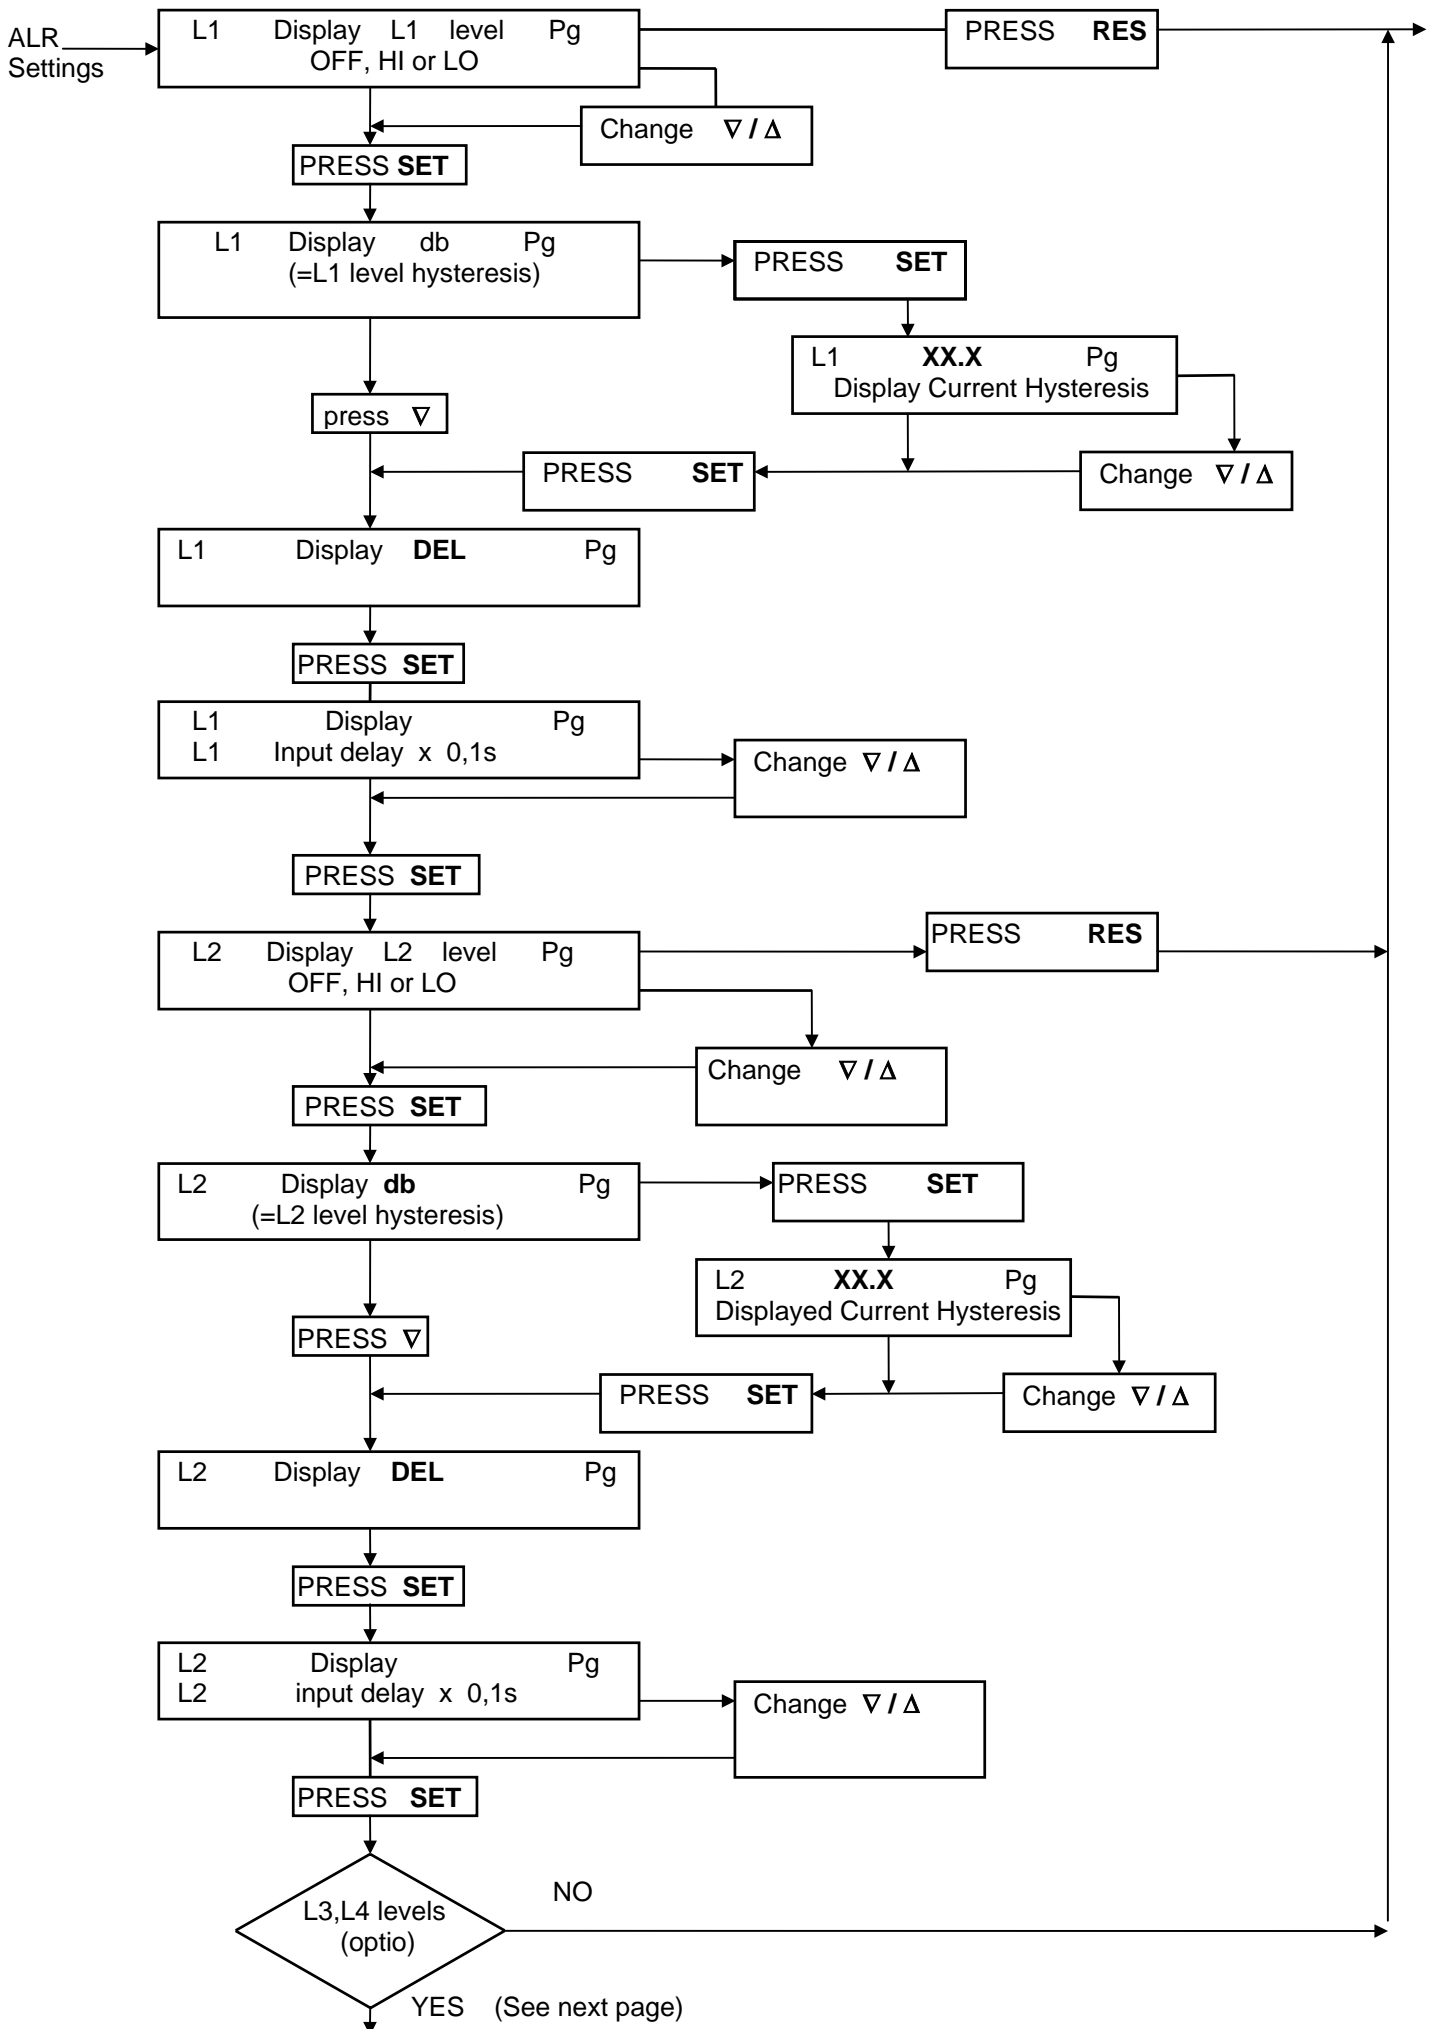 ALR
Settings
L1 Display L1 level Pg
OFF, HI or LO
PRESS RES
Change ∇ / Δ
PRESS SET
L1 Display db Pg
(=L1 level hysteresis)
PRESS SET
L1 XX.X Pg
Display Current Hysteresis
press ∇
PRESS SET
Change ∇ / Δ
L1 Display DEL Pg
PRESS SET
L1 Display Pg
L1 Input delay x 0,1s
Change ∇ / Δ
PRESS SET
L2 Display L2 level Pg
OFF, HI or LO
PRESS RES
Change ∇ / Δ
PRESS SET
L2 Display db Pg
(=L2 level hysteresis)
PRESS SET
L2 XX.X Pg
Displayed Current Hysteresis
PRESS ∇
PRESS SET
Change ∇ / Δ
L2 Display DEL Pg
PRESS SET
L2 Display Pg
L2 input delay x 0,1s
Change ∇ / Δ
PRESS SET
L3,L4 levels
(optio)
NO
YES (See next page)